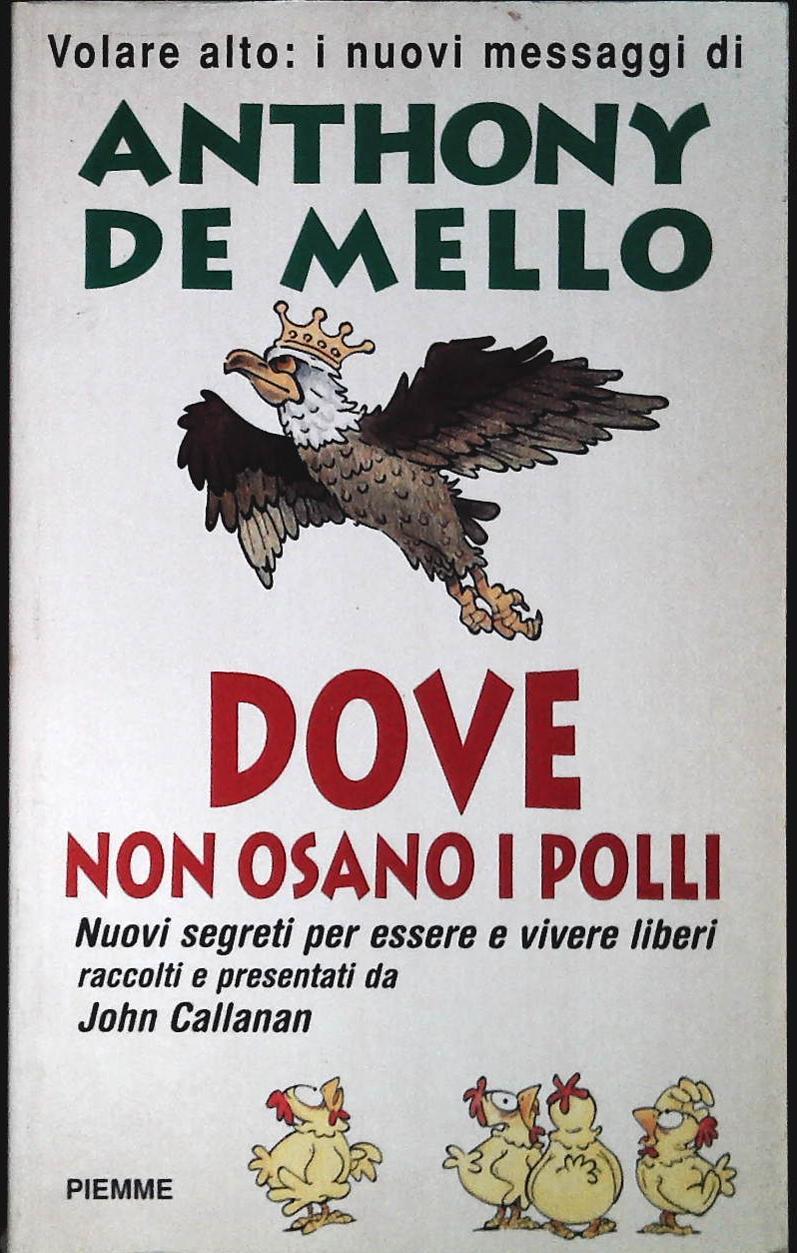 Volare alto: i nuovi messaggi di
ANTHONY
DE MELLO
DOVE
NON OSANO I POLLI
Nuovi segreti per essere e vivere liberi
raccolti e presentati da
John Callanan
PIEMME